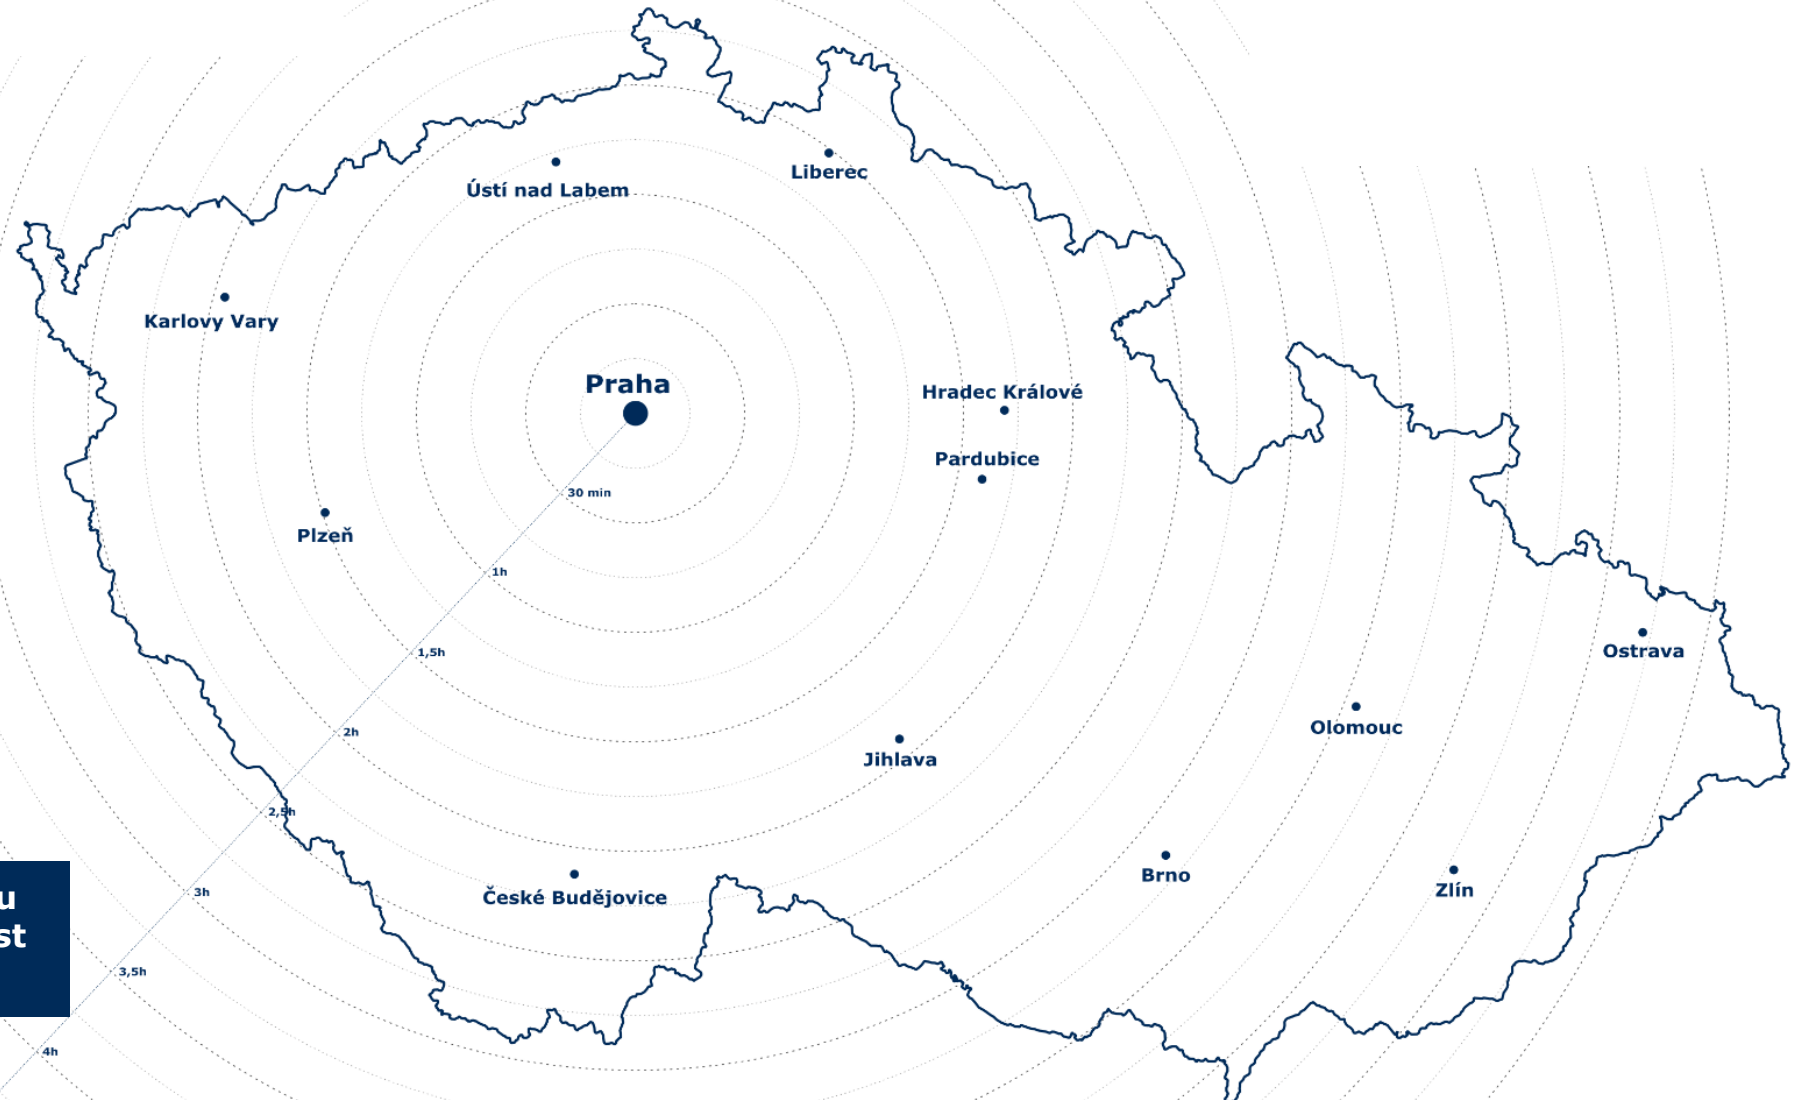 Liberec
Ústí nad Labem
Karlovy Vary
Praha
Hradec Králové
Pardubice
30 min
Plzeň
1h
Ostrava
1,5h
Olomouc
2h
Jihlava
2,5h
Brno
Zlín
3h
České Budějovice
u
st
3,5h
4h